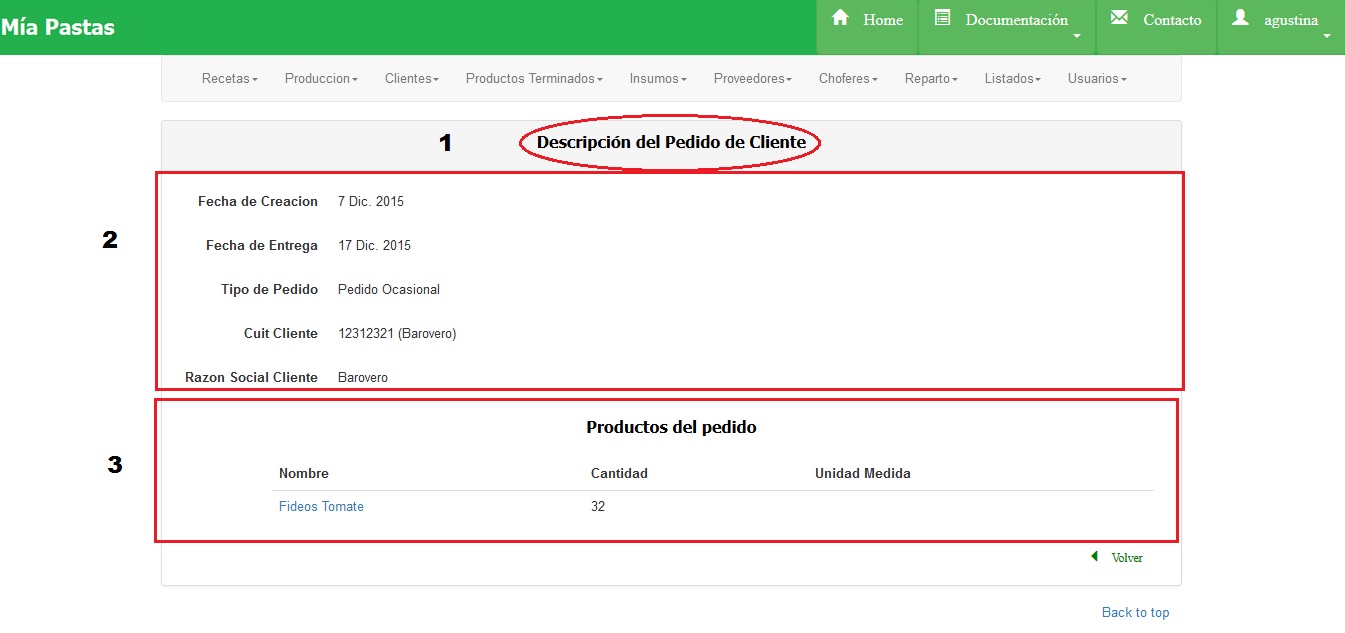 Mía Pastas Home Documentación Contacto agustina
Recetas Produccion Clientes Productos Terminados Insumos Proveedores Choferes Reparto Listados Usuarios
1 Descripción del Pedido de Cliente
2
Fecha de Creacion 7 Dic. 2015
Fecha de Entrega 17 Dic. 2015
Tipo de Pedido Pedido Ocasional
Cuit Cliente 12312321 (Barovero)
Razon Social Cliente Barovero
3
Productos del pedido
Nombre Cantidad Unidad Medida
Fideos Tomate 32
Volver
Back to top